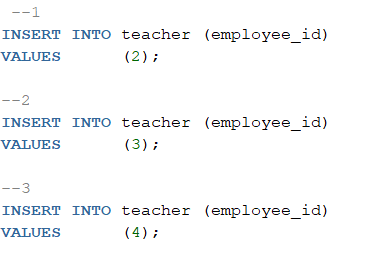 --1
INSERT INTO teacher (employee_id)
VALUES (2);
--2
INSERT INTO teacher (employee_id)
VALUES (3);
--3
INSERT INTO teacher (employee_id)
VALUES (4);